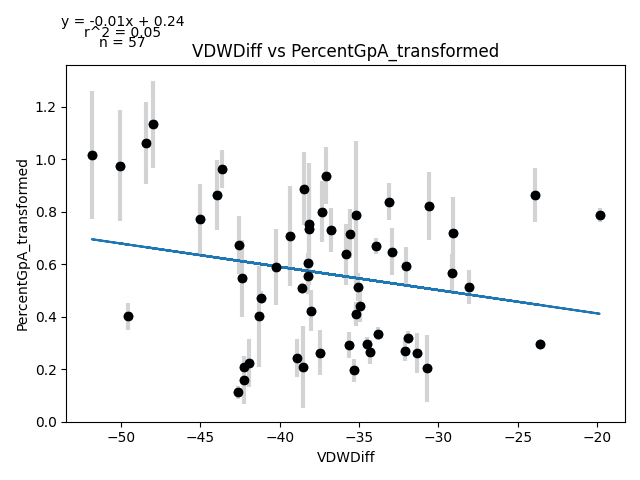 y = -0.01x + 0.24
r^2 = 0.05
n = 57
VDWDiff vs PercentGpA_transformed
1.2
1.0
0.8
0.6
0.4
0.2
0.0
PercentGpA_transformed
−50
−45
−40
−35
−30
−25
−20
VDWDiff